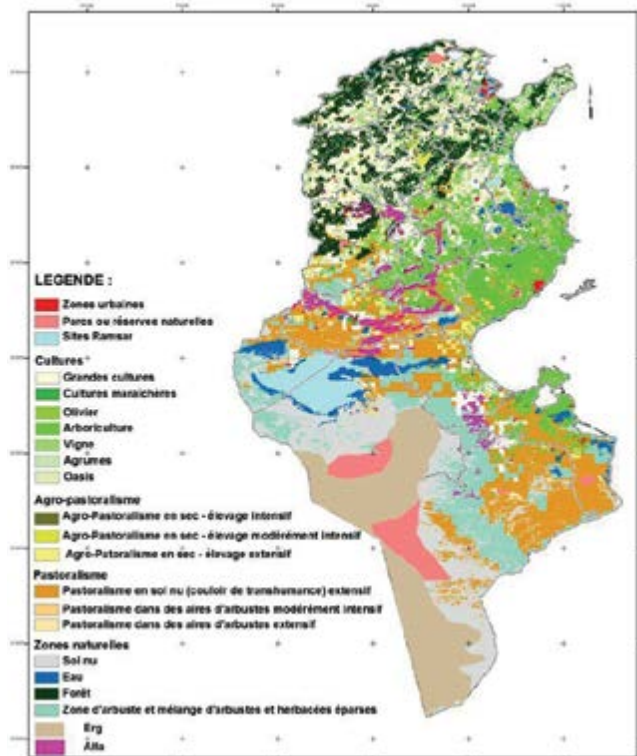 LEGENDE :
Zones urbaines
Parcs ou réserves naturelles
Sites Ramsar
Cultures
Grandes cultures
Cultures maraichères
Olivier
Arboriculture
Vigne
Agrumes
Oasis
Agro-pastoralisme
Agro-Pastoralisme en sec - élevage intensif
Agro-Pastoralisme en sec - élevage modérément intensif
Agro-Patoralisme en sec - élevage extensif
Pastoralisme
Pastoralisme en sol nu (couloir de transhumance) extensif
Pastoralisme dans des aires d'arbustes modérément intensif
Pastoralisme dans des aires d'arbustes extensif
Zones naturelles
Sol nu
Eau
Forêt
Zone d'arbuste et mélange d'arbustes et herbacées éparses
Erg
Alfa